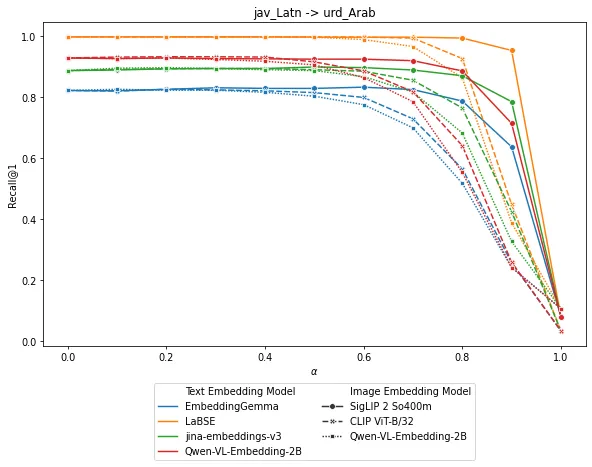 jav_Latn -> urd_Arab
Recall@1
1.0
0.8
0.6
0.4
0.2
0.0
0.0 0.2 0.4 0.6 0.8 1.0
α
Text Embedding Model
EmbeddingGemma
LaBSE
jina-embeddings-v3
Qwen-VL-Embedding-2B
Image Embedding Model
SigLIP 2 So400m
CLIP ViT-B/32
Qwen-VL-Embedding-2B